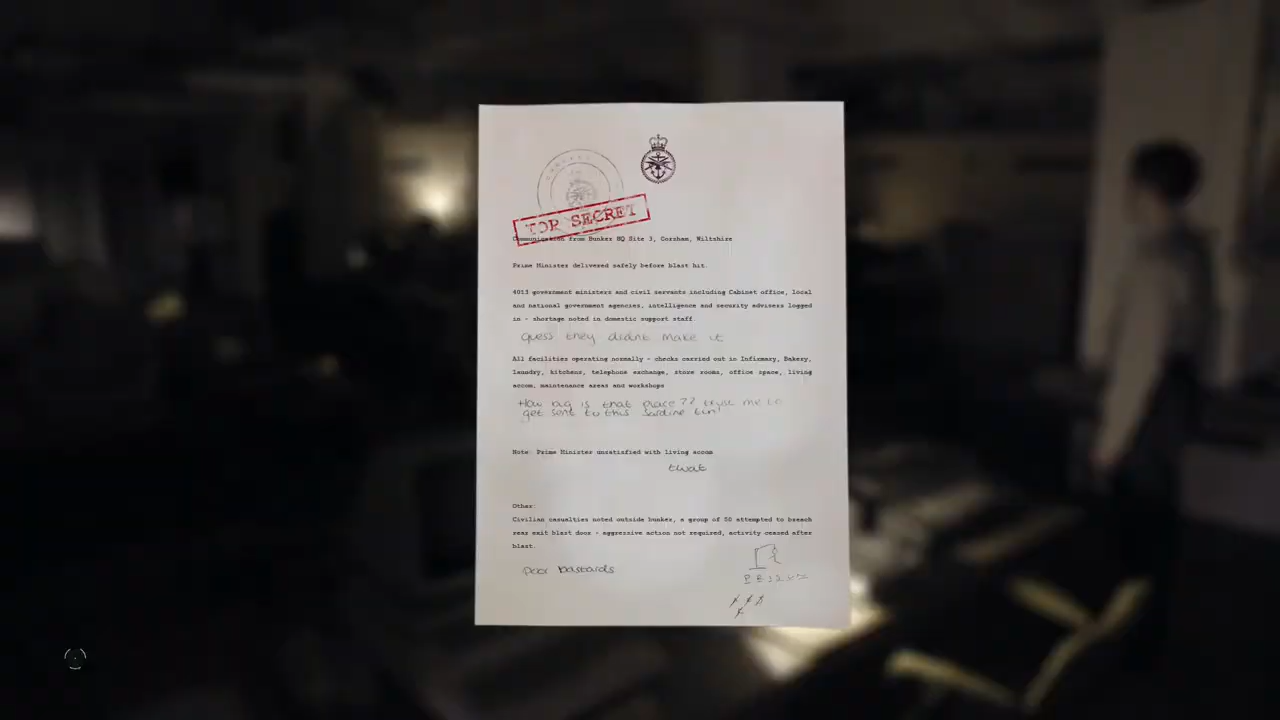 TOP SECRET
Communication from Bunker HQ Site 3, Corsham, Wiltshire
Prime Minister delivered safely before blast hit.
4013 government ministers and civil servants including Cabinet office, local
and national government agencies, intelligence and security advisers logged
in - shortage noted in domestic support staff
guess they didnt make it
All facilities operating normally - checks carried out in Infirmary, Bakery,
laundry, kitchens, telephone exchange, store rooms, office space, living
accom, maintenance areas and workshops
How big is that place?? trust me to
get sent to this sardine tin!
Note: Prime Minister unsatisfied with living accom
twat
Other:
Civilian casualties noted outside bunker, a group of 50 attempted to breach
rear exit blast door - aggressive action not required, activity ceased after
blast.
poor bastards